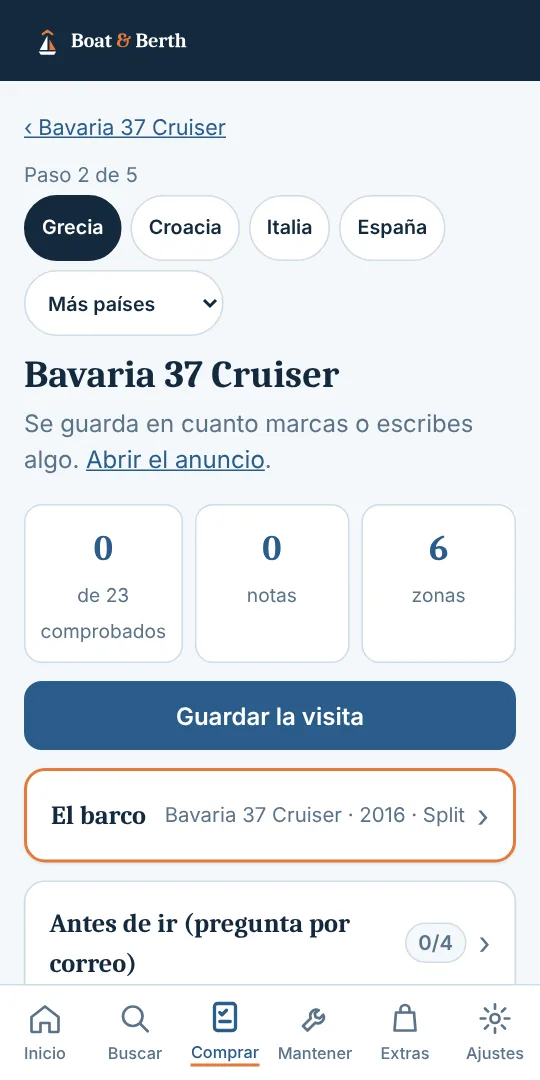 Boat & Berth
‹ Bavaria 37 Cruiser
Paso 2 de 5
Grecia
Croacia
Italia
España
Más países
Bavaria 37 Cruiser
Se guarda en cuanto marcas o escribes
algo. Abrir el anuncio.
0
de 23
comprobados
0
notas
6
zonas
Guardar la visita
El barco Bavaria 37 Cruiser · 2016 · Split ›
Antes de ir (pregunta por
correo)
0/4 ›
Inicio
Buscar
Comprar
Mantener
Extras
Ajustes